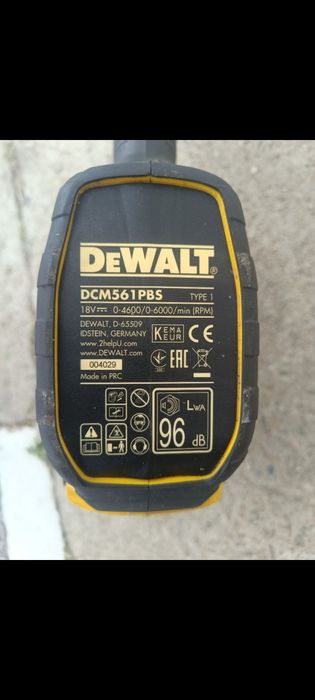 DEWALT®
DCM561PBS TYPE 1
18V⎓ 0-4600/0-6000/min (RPM)
DEWALT, D-65509
IDSTEIN, GERMANY
www.2helpU.com
www.DEWALT.com
KEMA
KEUR
004029
Made in PRC
CE
EAC
LWA
96 dB